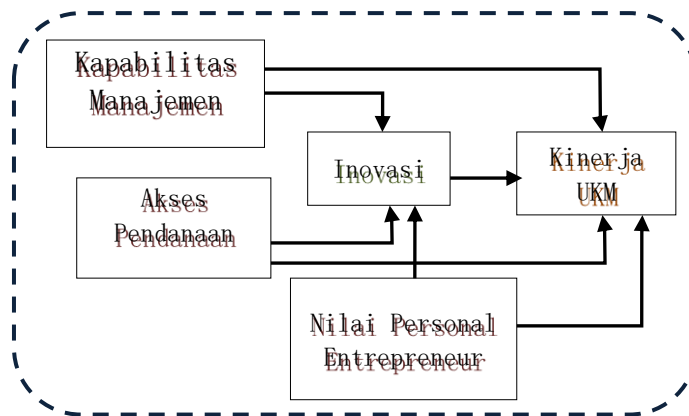 Kapabilitas
Manajemen
Inovasi
Kinerja
UKM
Akses
Pendanaan
Nilai Personal
Entrepreneur